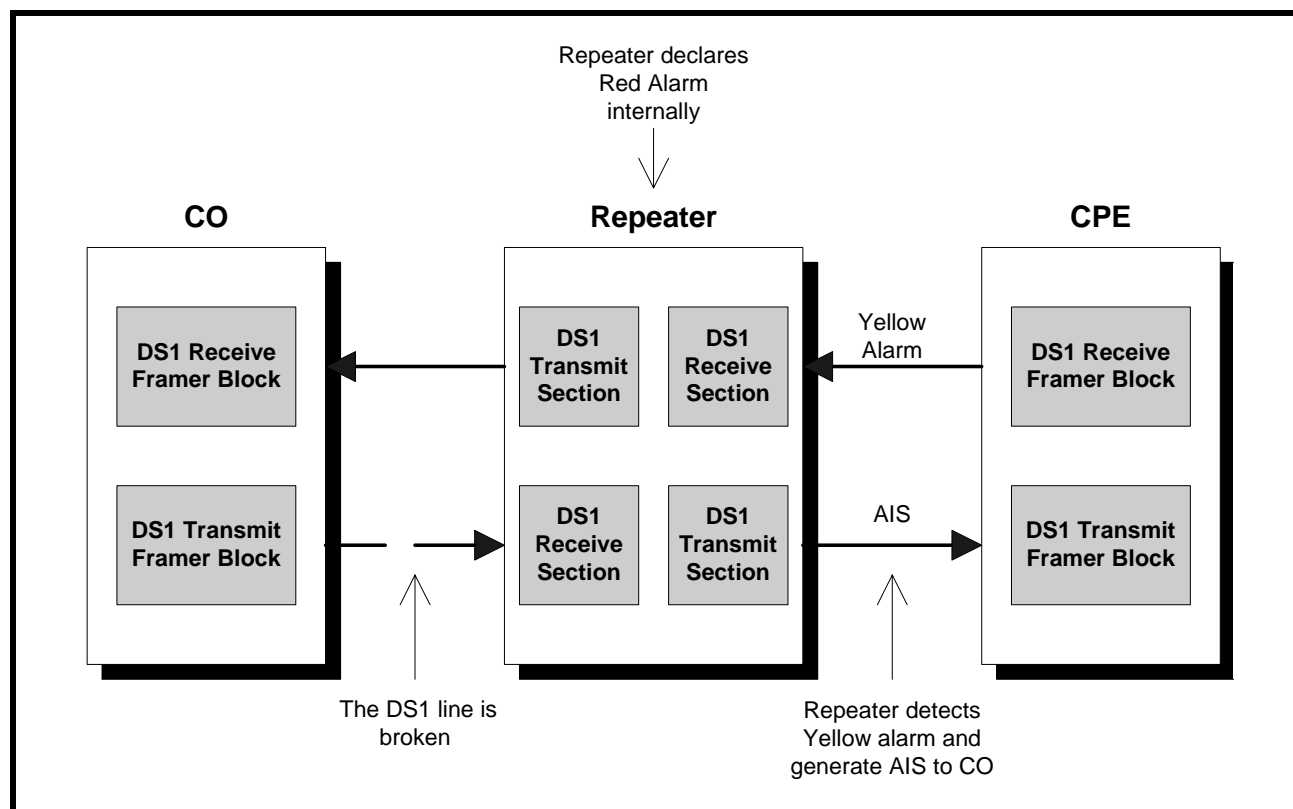 Repeater declares
Red Alarm
internally
CO
Repeater
CPE
DS1 Receive
Framer Block
DS1
Transmit
Section
DS1
Receive
Section
Yellow
Alarm
DS1 Receive
Framer Block
DS1 Transmit
Framer Block
DS1
Receive
Section
DS1
Transmit
Section
AIS
DS1 Transmit
Framer Block
The DS1 line is
broken
Repeater detects
Yellow alarm and
generate AIS to CO